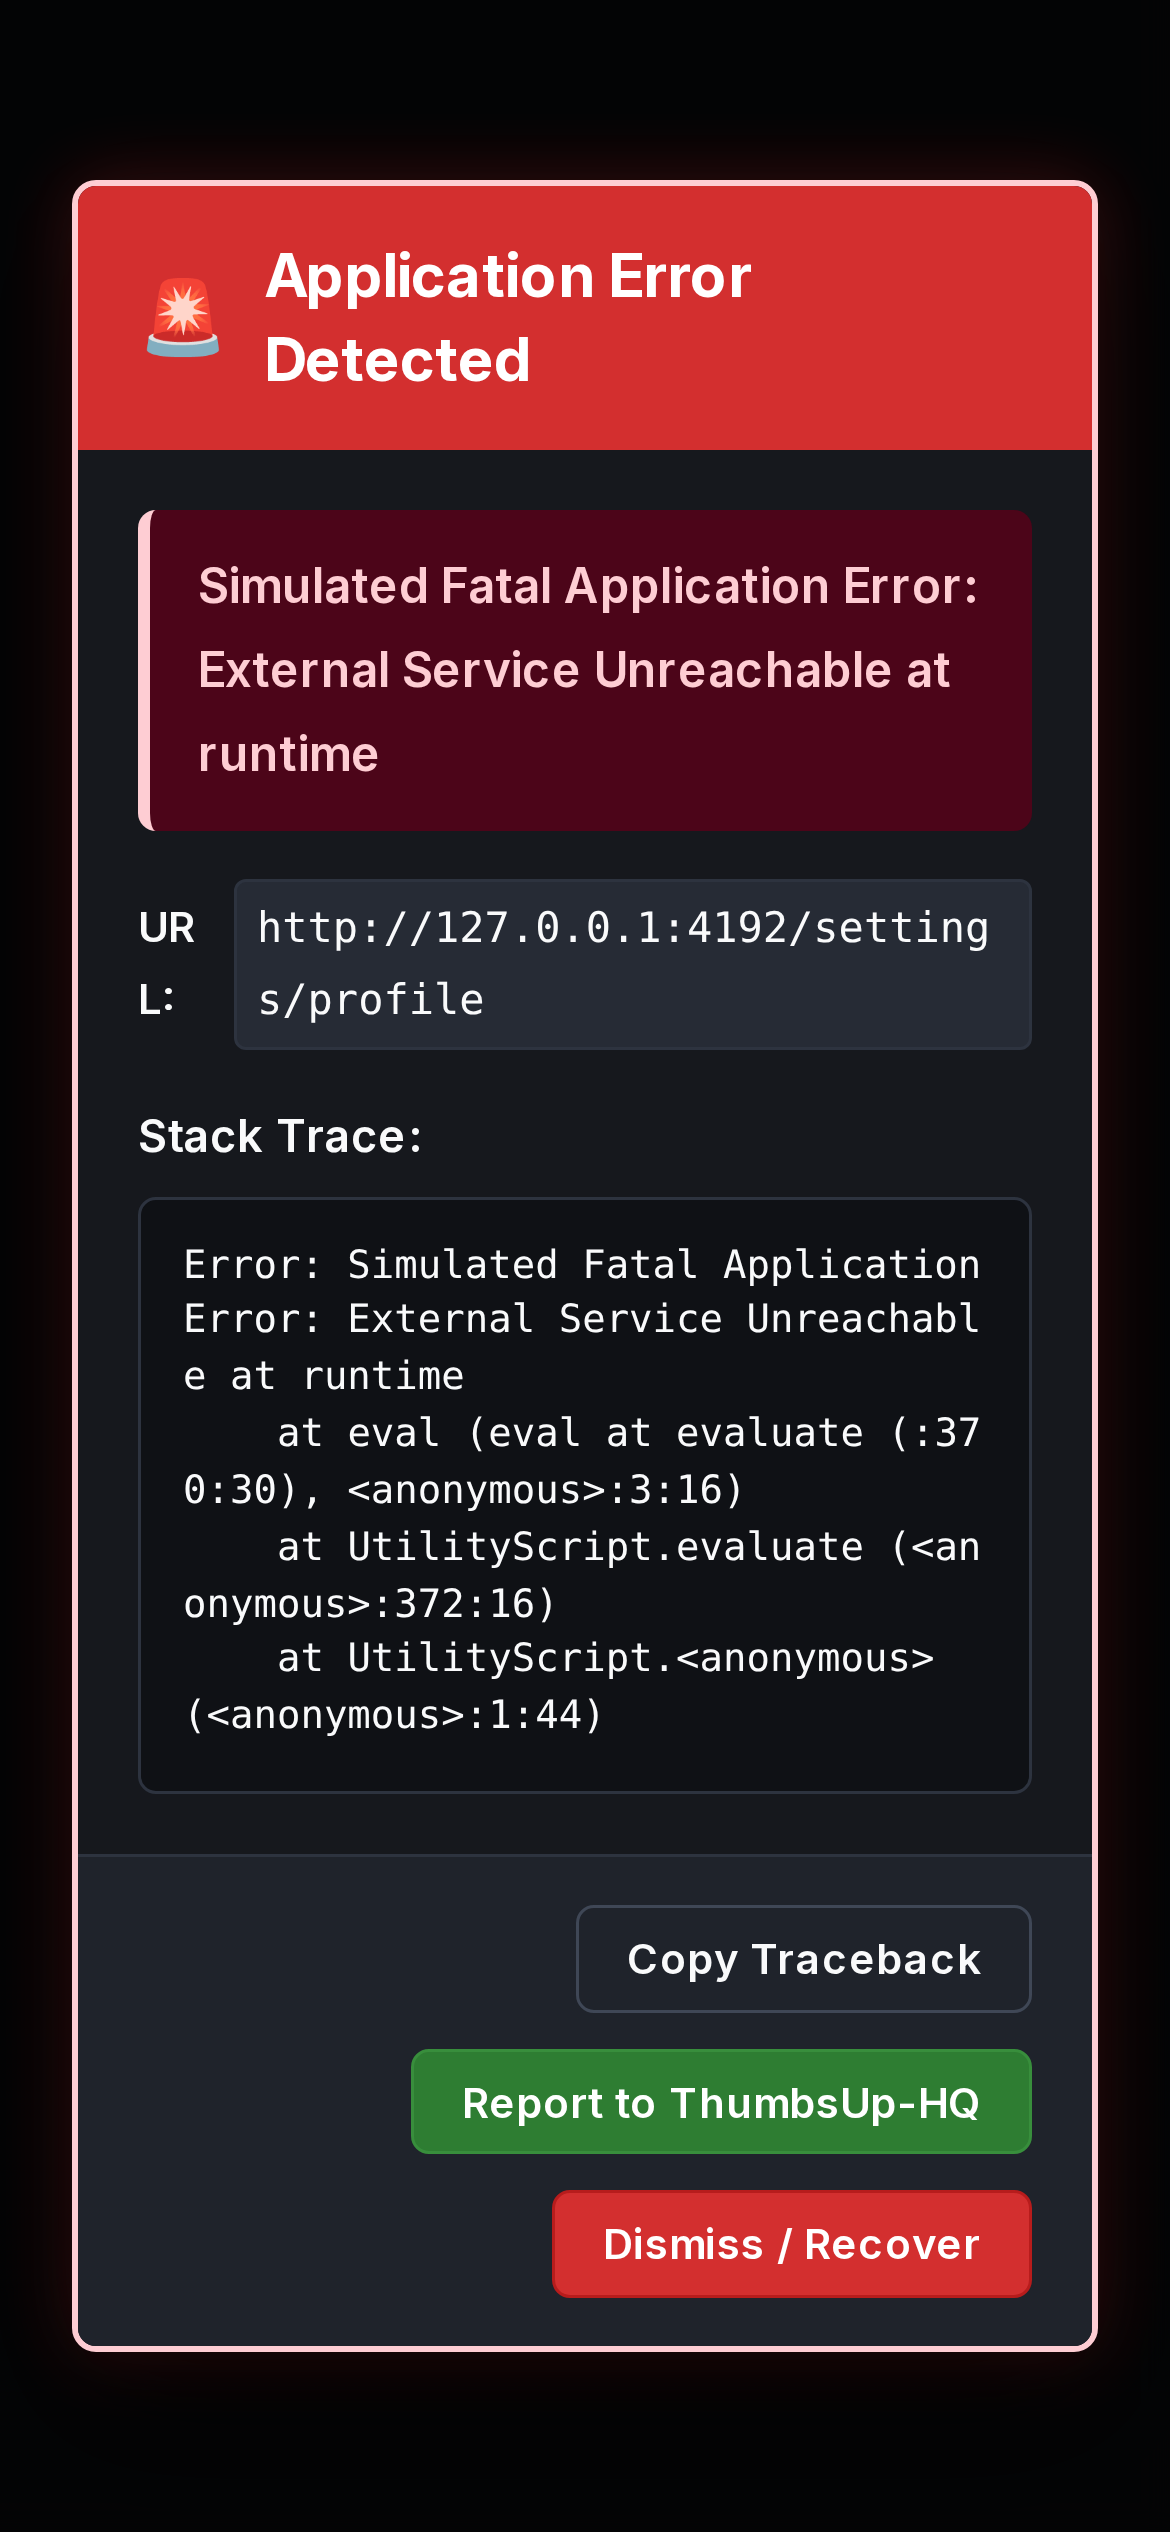 Application Error
Detected
Simulated Fatal Application Error:
External Service Unreachable at
runtime
UR
L:
http://127.0.0.1:4192/setting
s/profile
Stack Trace:
Error: Simulated Fatal Application
Error: External Service Unreachabl
e at runtime
    at eval (eval at evaluate (:37
0:30), <anonymous>:3:16)
    at UtilityScript.evaluate (<an
onymous>:372:16)
    at UtilityScript.<anonymous>
(<anonymous>:1:44)
Copy Traceback
Report to ThumbsUp-HQ
Dismiss / Recover